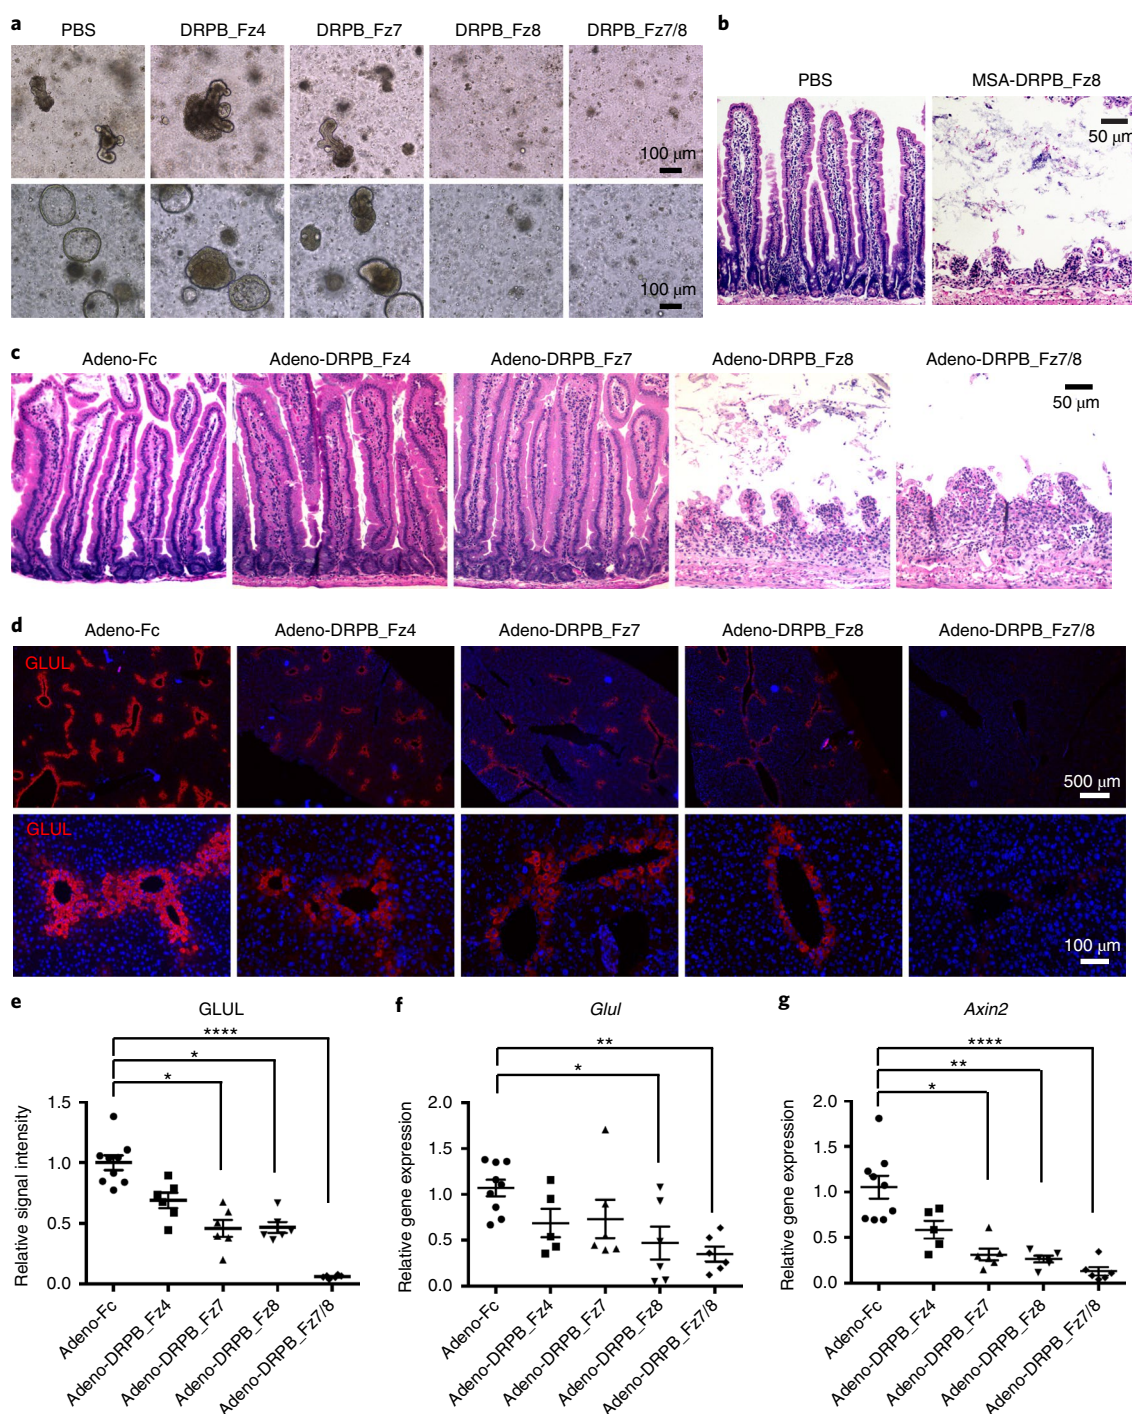 a
PBS
DRPB_Fz4
DRPB_Fz7
DRPB_Fz8
DRPB_Fz7/8
100 μm
100 μm
b
PBS
MSA-DRPB_Fz8
50 μm
c
Adeno-Fc
Adeno-DRPB_Fz4
Adeno-DRPB_Fz7
Adeno-DRPB_Fz8
Adeno-DRPB_Fz7/8
50 μm
d
Adeno-Fc
Adeno-DRPB_Fz4
Adeno-DRPB_Fz7
Adeno-DRPB_Fz8
Adeno-DRPB_Fz7/8
GLUL
500 μm
GLUL
100 μm
e
GLUL
****
*
*
Relative signal intensity
1.5
1.0
0.5
0.0
Adeno-Fc
Adeno-DRPB_Fz4
Adeno-DRPB_Fz7
Adeno-DRPB_Fz8
Adeno-DRPB_Fz7/8
f
Glul
**
*
Relative gene expression
2.0
1.5
1.0
0.5
0.0
Adeno-Fc
Adeno-DRPB_Fz4
Adeno-DRPB_Fz7
Adeno-DRPB_Fz8
Adeno-DRPB_Fz7/8
g
Axin2
****
**
*
Relative gene expression
2.0
1.5
1.0
0.5
0.0
Adeno-Fc
Adeno-DRPB_Fz4
Adeno-DRPB_Fz7
Adeno-DRPB_Fz8
Adeno-DRPB_Fz7/8